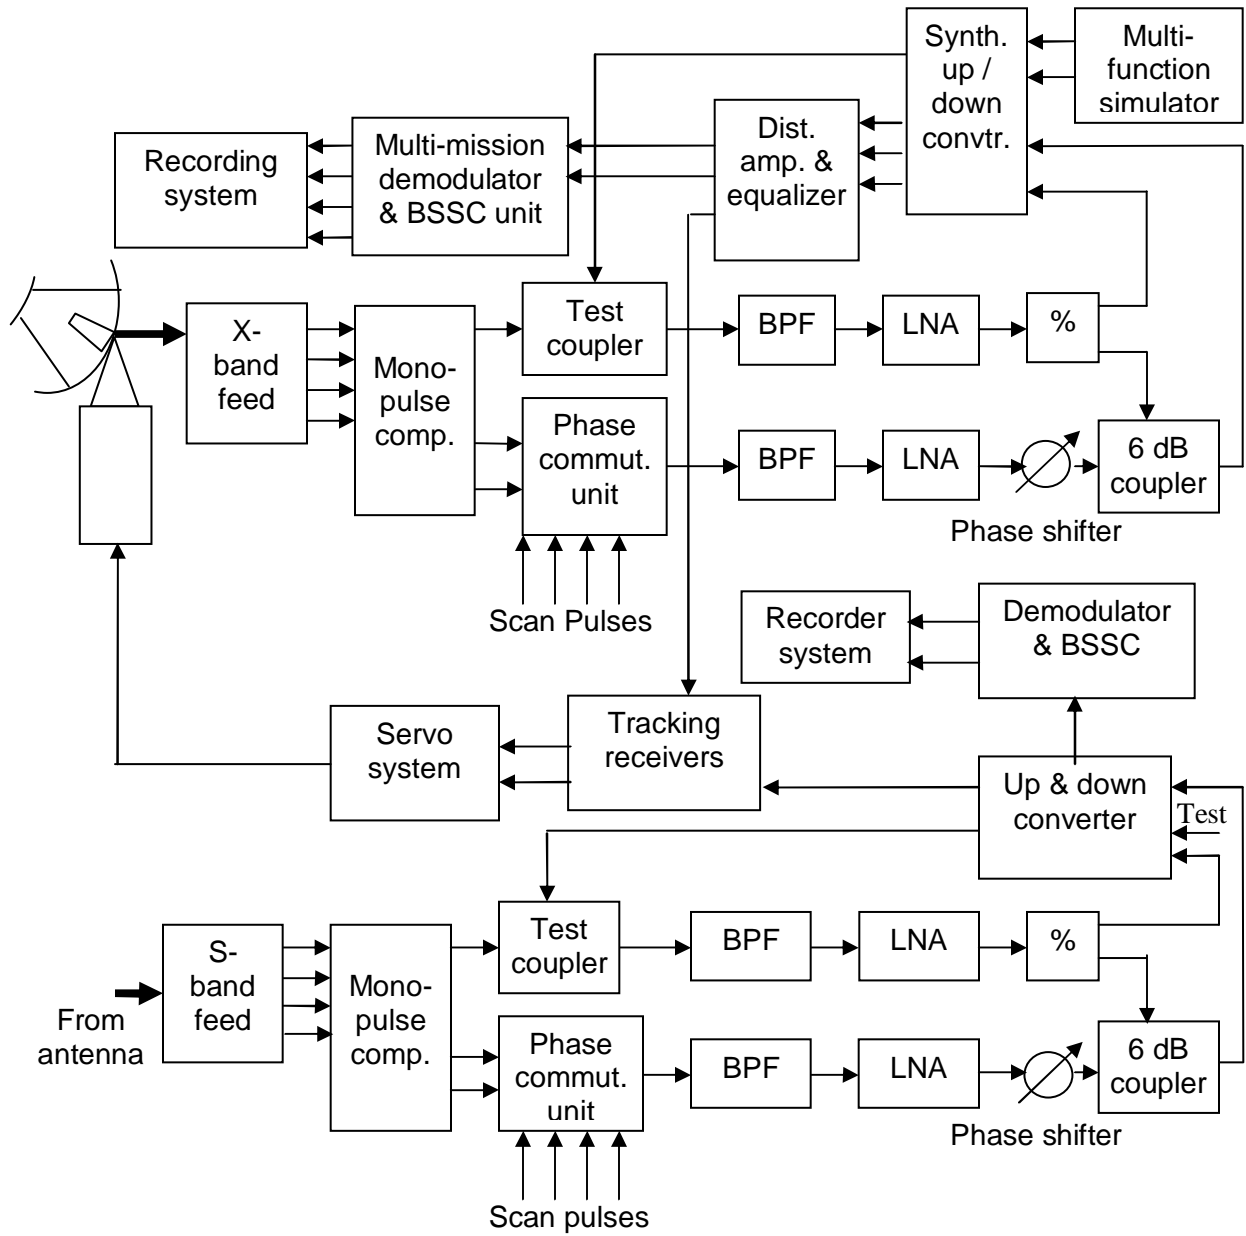 Synth.
up /
down
convtr.
Multi-
function
simulator
Dist.
amp. &
equalizer
Multi-mission
demodulator
& BSSC unit
Recording
system
X-
band
feed
Mono-
pulse
comp.
Test
coupler
BPF
LNA
%
Phase
commut.
unit
BPF
LNA
6 dB
coupler
Phase shifter
Scan Pulses
Recorder
system
Demodulator
& BSSC
Servo
system
Tracking
receivers
Up & down
converter
Test
S-
band
feed
From
antenna
Mono-
pulse
comp.
Test
coupler
BPF
LNA
%
Phase
commut.
unit
BPF
LNA
6 dB
coupler
Phase shifter
Scan pulses